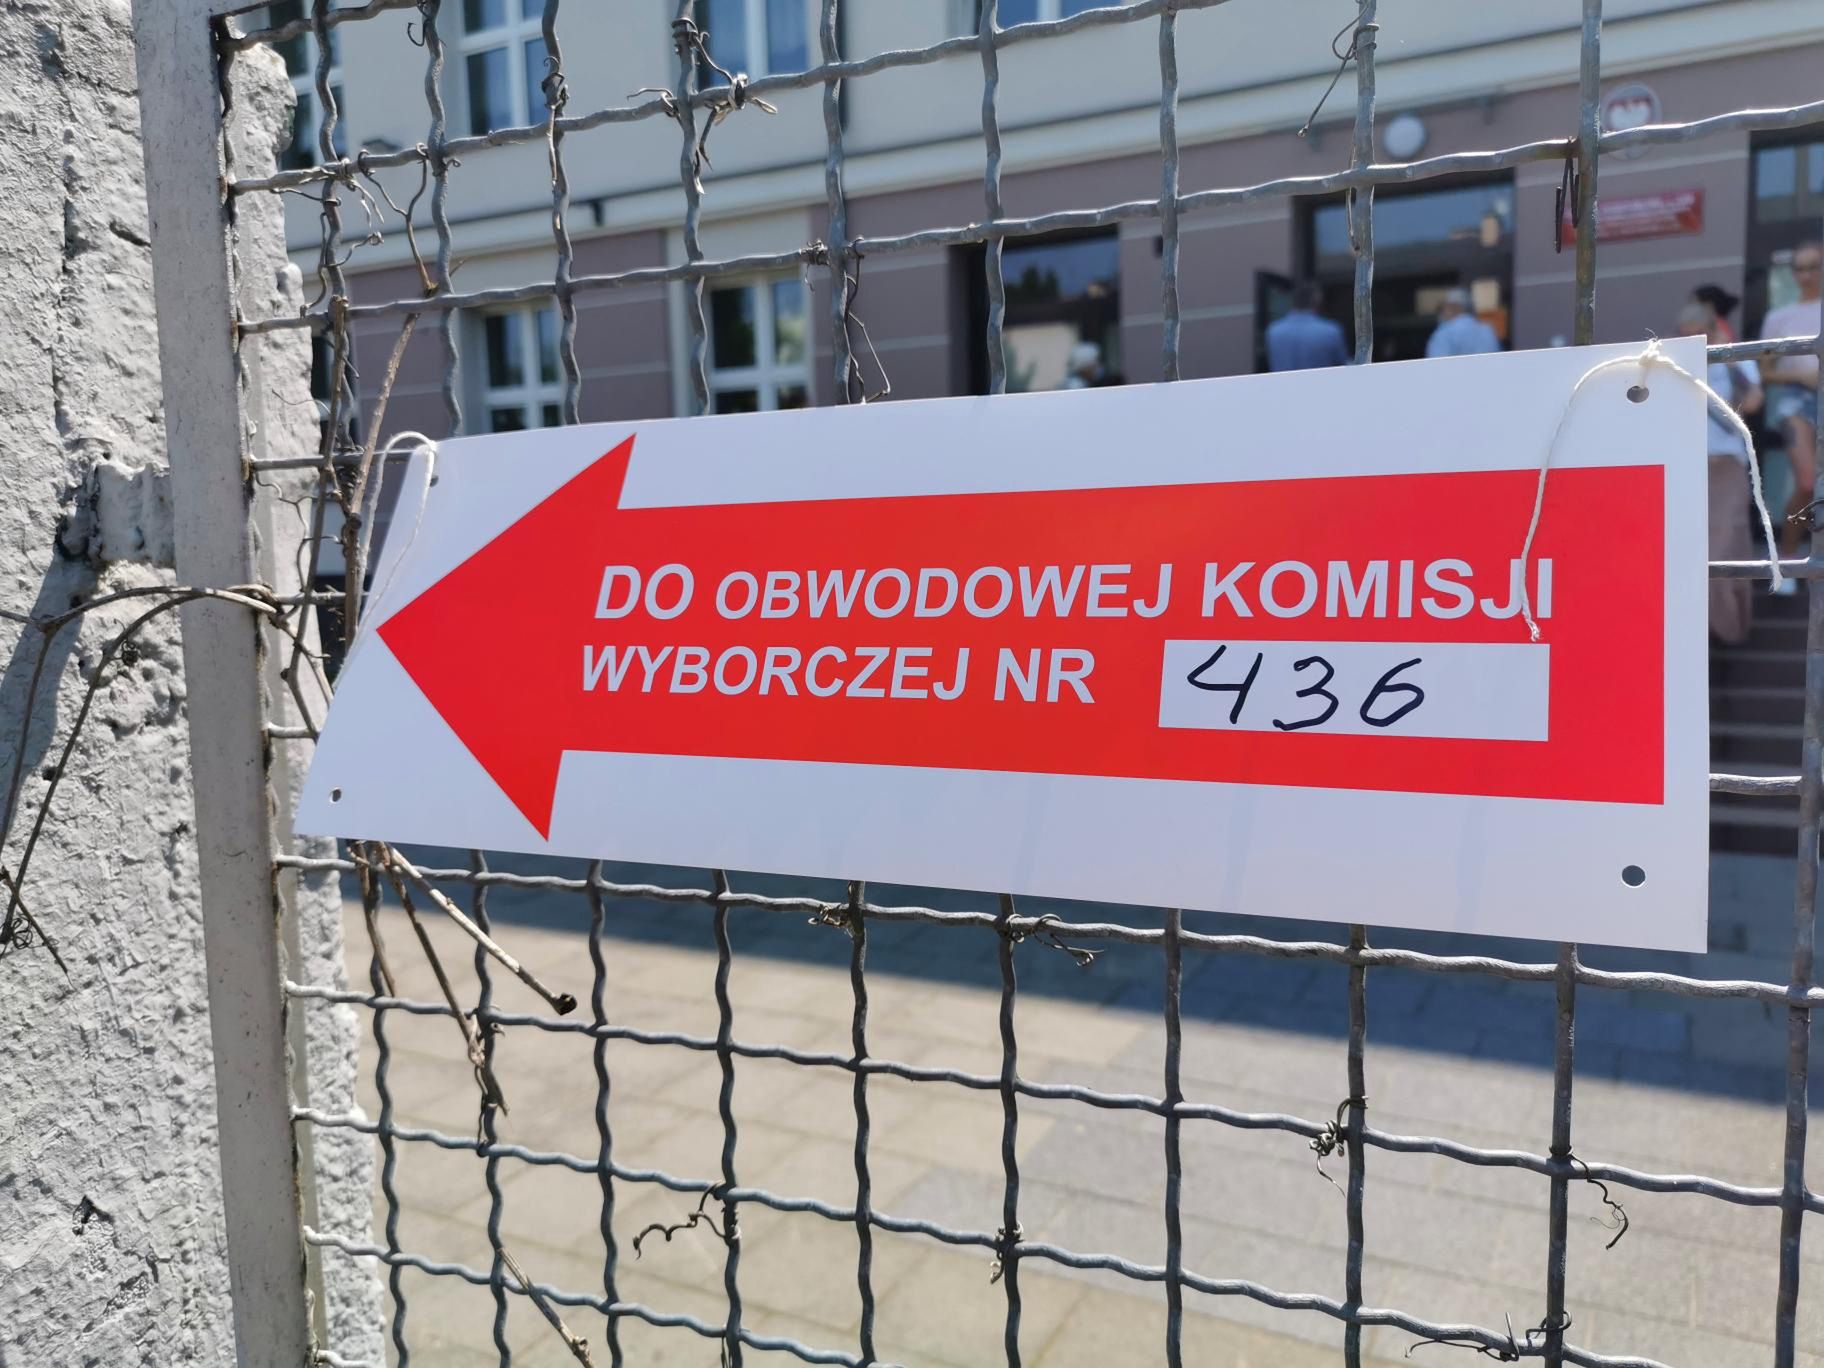 DO OBWODOWEJ KOMISJI
WYBORCZEJ NR 436